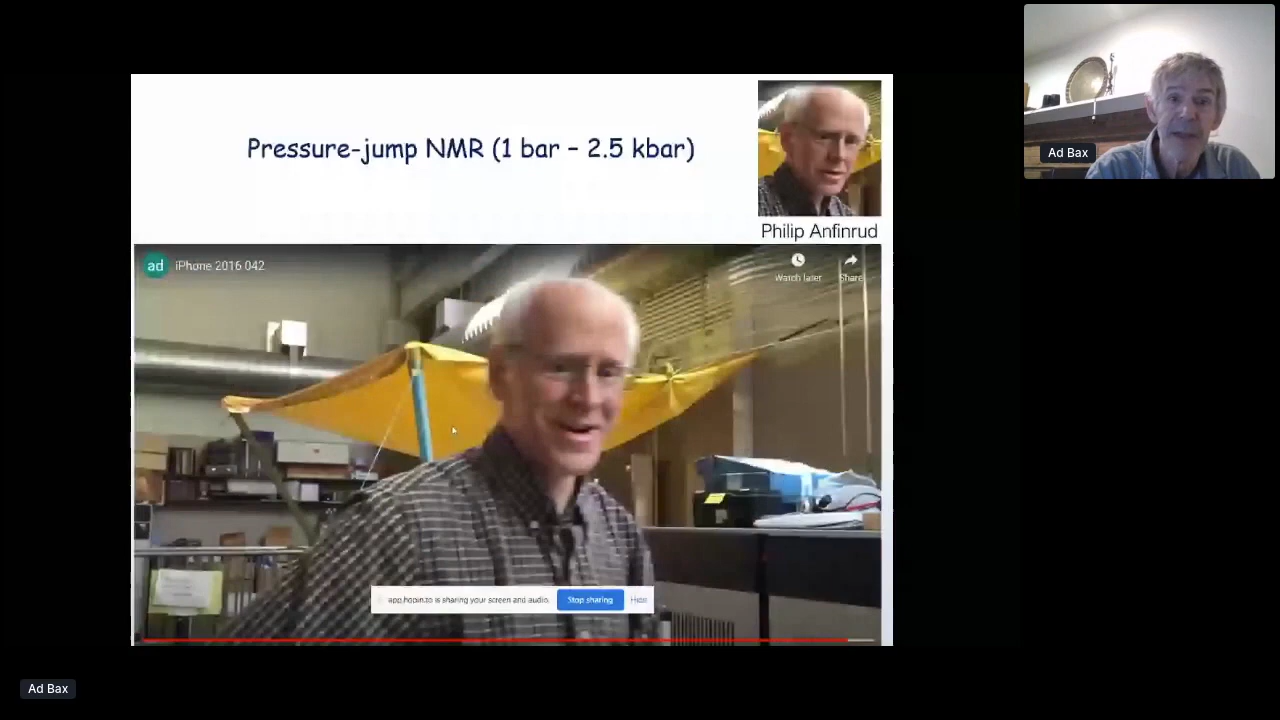 Pressure-jump NMR (1 bar – 2.5 kbar)
Philip Anfinrud
ad
iPhone 2016 042
Watch later
Share
app.hopin.to is sharing your screen and audio.
Stop sharing
Hide
Ad Bax
Ad Bax